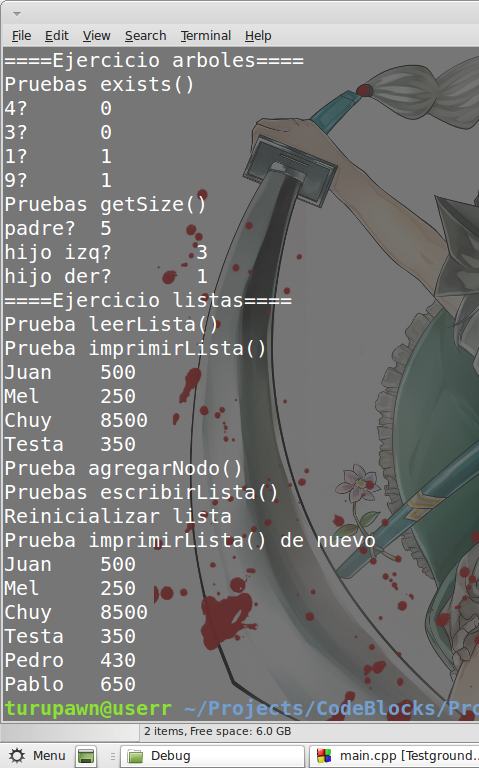 File Edit View Search Terminal Help
====Ejercicio arboles====
Pruebas exists()
4? 0
3? 0
1? 1
9? 1
Pruebas getSize()
padre? 5
hijo izq? 3
hijo der? 1
====Ejercicio listas====
Prueba leerLista()
Prueba imprimirLista()
Juan 500
Mel 250
Chuy 8500
Testa 350
Prueba agregarNodo()
Pruebas escribirLista()
Reinicializar lista
Prueba imprimirLista() de nuevo
Juan 500
Mel 250
Chuy 8500
Testa 350
Pedro 430
Pablo 650
turupawn@userr ~/Projects/CodeBlocks/Pro
2 items, Free space: 6.0 GB
Menu Debug main.cpp [Testground...